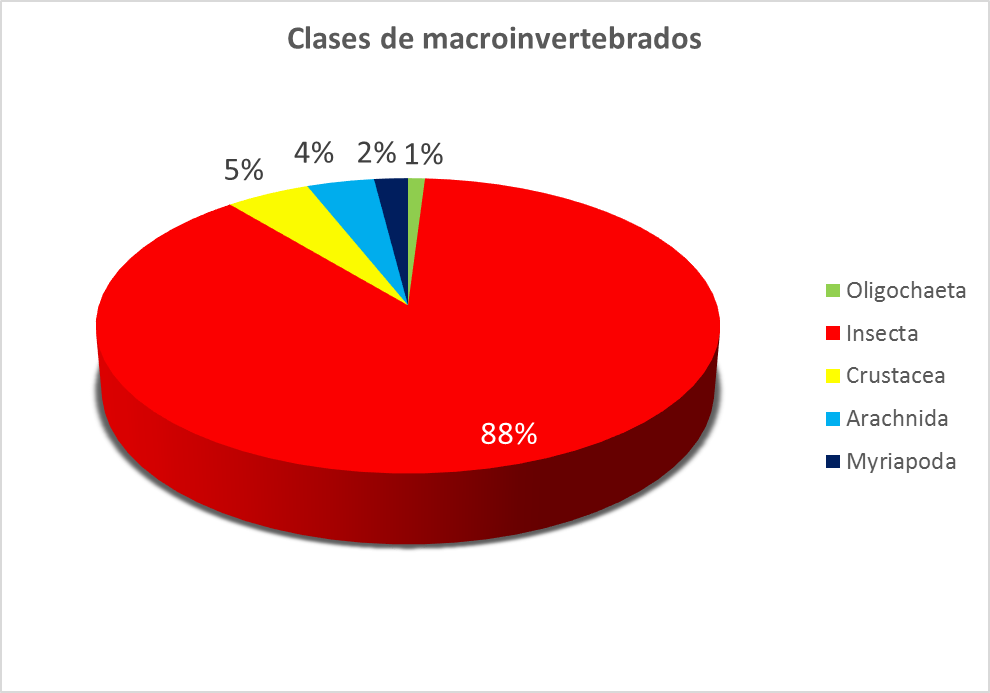 Clases de macroinvertebrados
5%
4%
2%
1%
88%
Oligochaeta
Insecta
Crustacea
Arachnida
Myriapoda